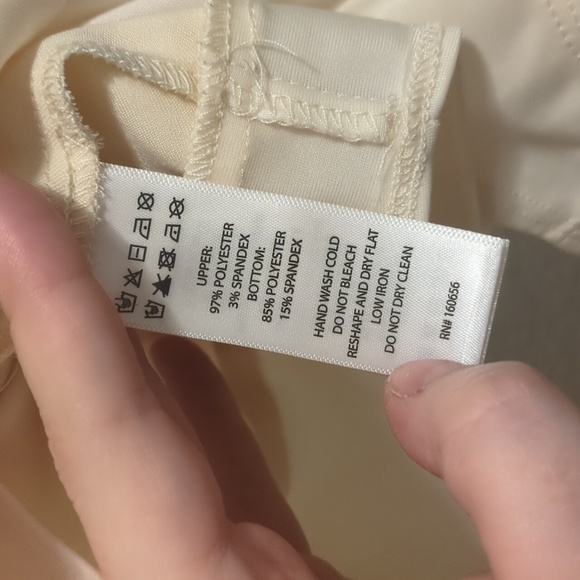 UPPER:
97% POLYESTER
3% SPANDEX
BOTTOM:
85% POLYESTER
15% SPANDEX
HAND WASH COLD
DO NOT BLEACH
RESHAPE AND DRY FLAT
LOW IRON
DO NOT DRY CLEAN
RN# 160656